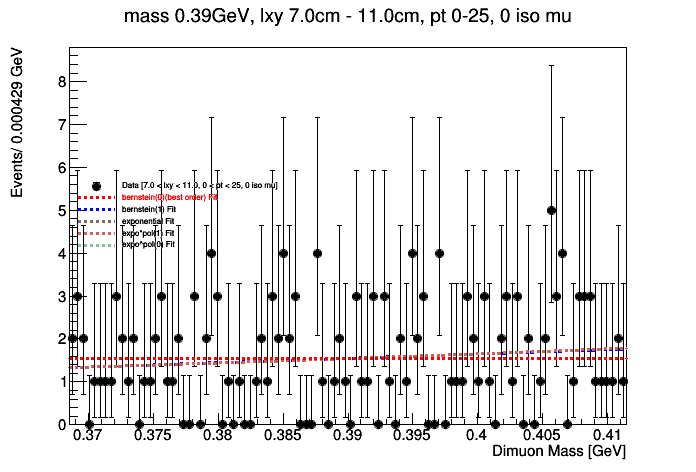 mass 0.39GeV, lxy 7.0cm - 11.0cm, pt 0-25, 0 iso mu
Events/ 0.000429 GeV
8
7
6
5
4
3
2
1
0
Data [7.0 < lxy < 11.0, 0 < pt < 25, 0 iso mu]
bernstein(0)(best order) Fit
bernstein(1) Fit
exponential Fit
expo*pol(1) Fit
expo^pol(0) Fit
0.37 0.375 0.38 0.385 0.39 0.395 0.4 0.405 0.41
Dimuon Mass [GeV]